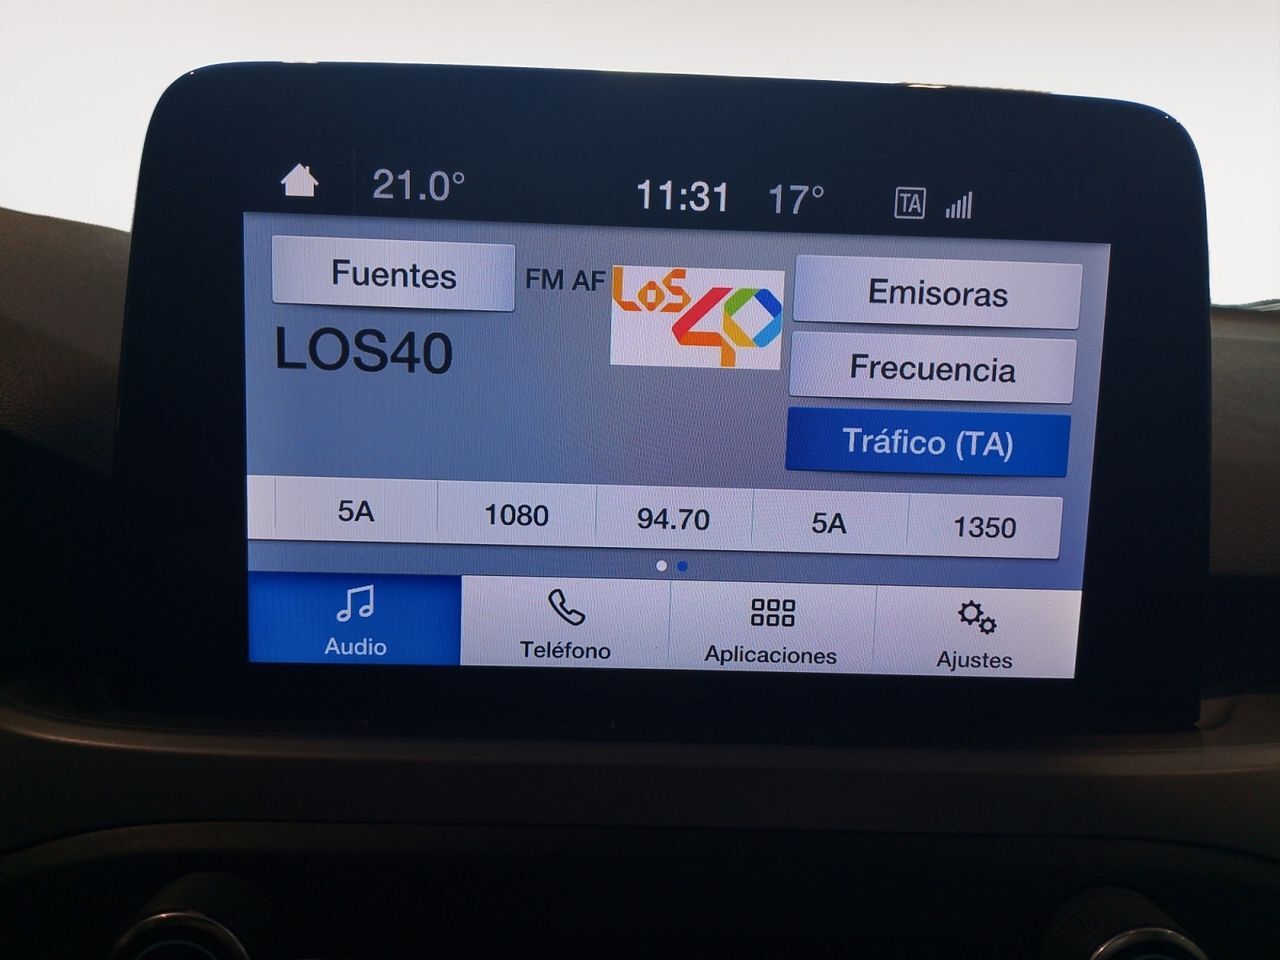 21.0° 11:31 17° TA
Fuentes FM AF LOS 40 Emisoras
LOS40 Frecuencia
Tráfico (TA)
5A 1080 94.70 5A 1350
Audio Teléfono Aplicaciones Ajustes